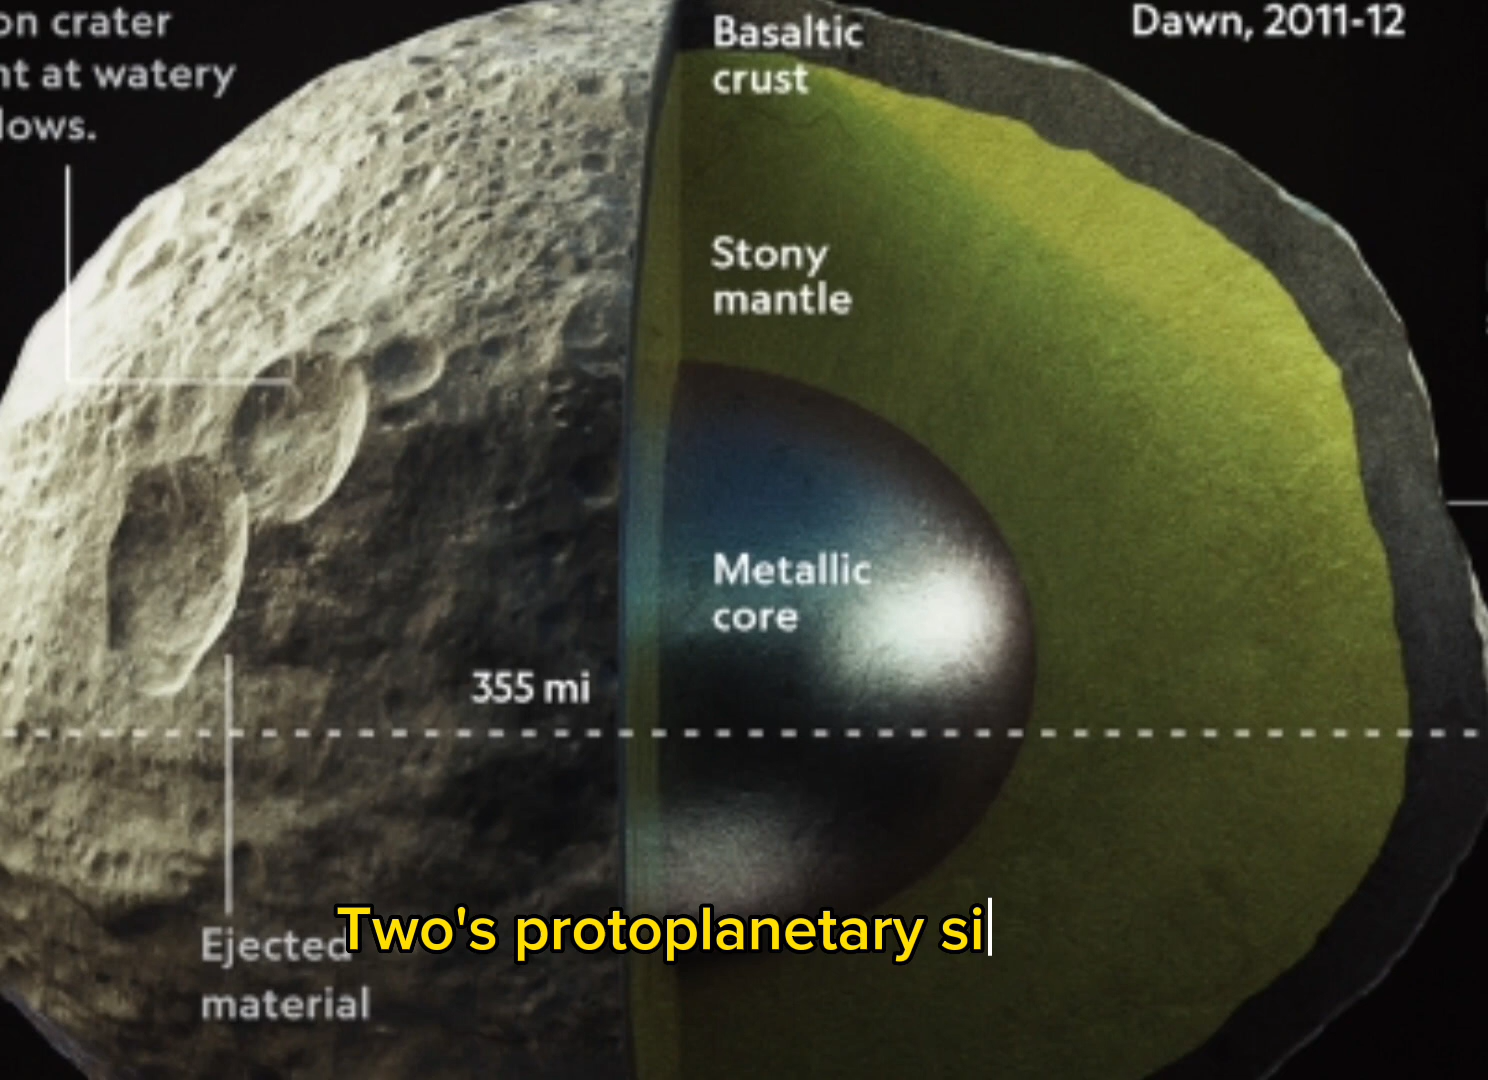 on crater
nt at watery
lows.
Basaltic
crust
Dawn, 2011-12
Stony
mantle
Metallic
core
355 mi
Ejected
material
Two's protoplanetary si